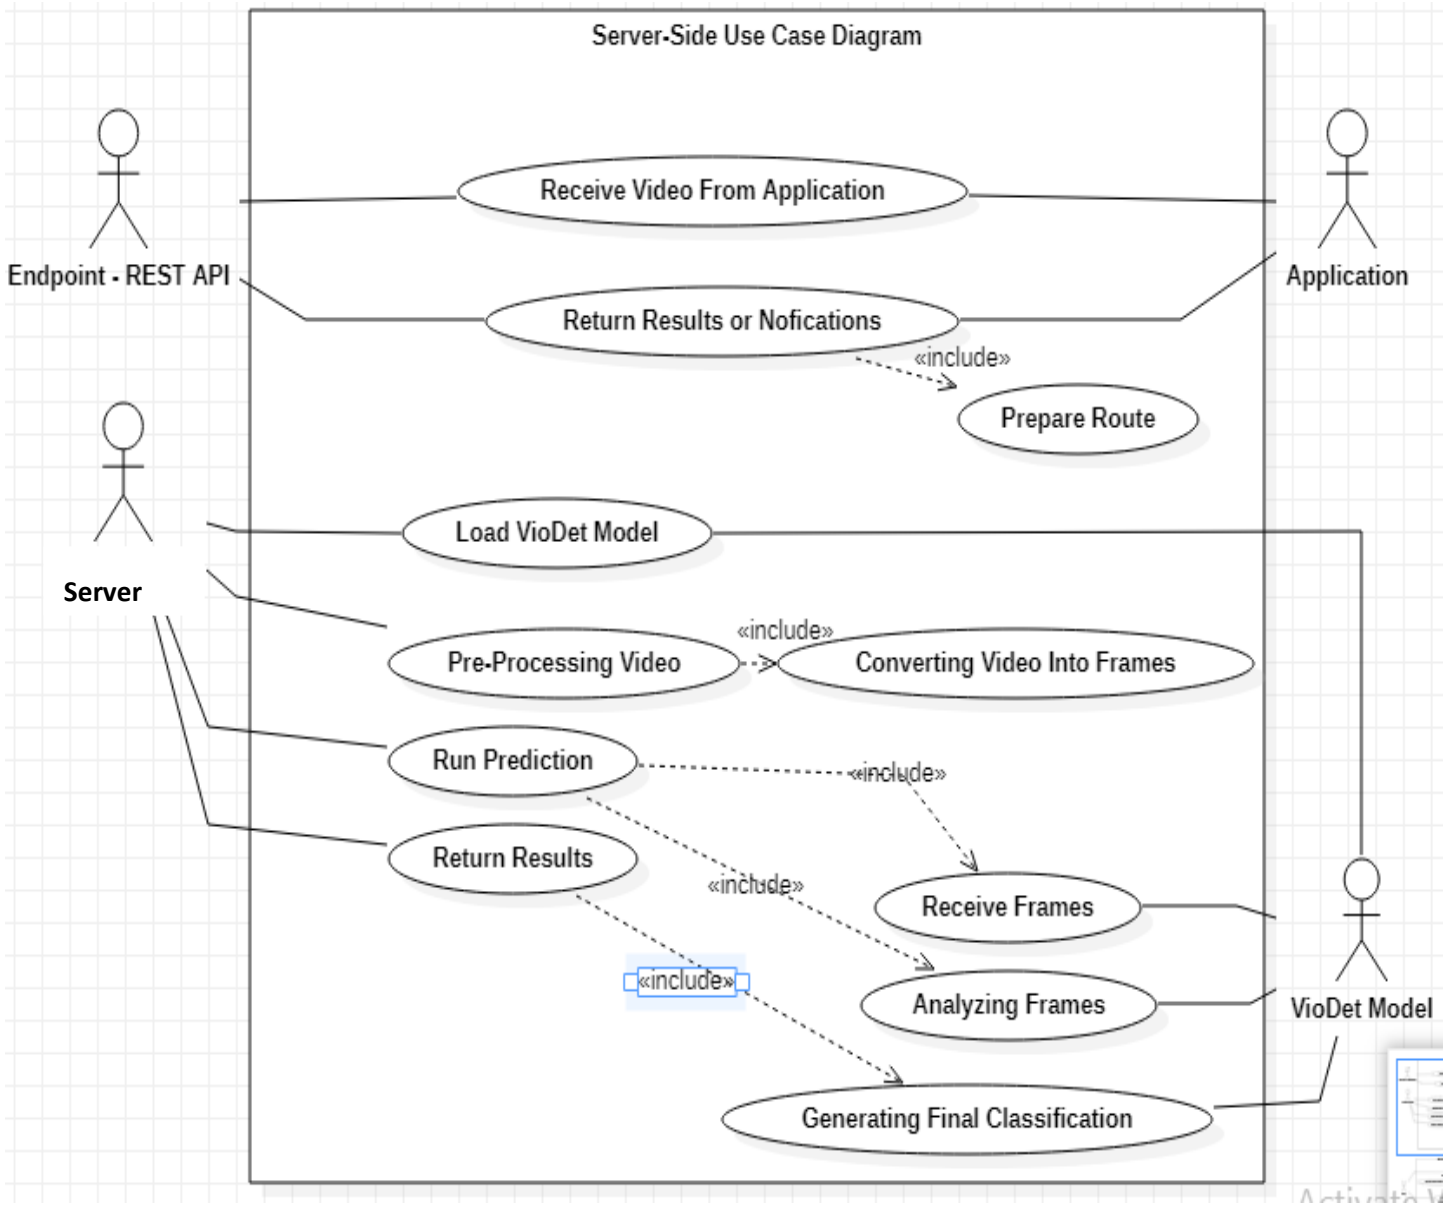 Server-Side Use Case Diagram
Receive Video From Application
Endpoint - REST API
Application
Return Results or Nofications
«include»
Prepare Route
Load VioDet Model
Server
«include»
Pre-Processing Video
Converting Video Into Frames
Run Prediction
«include»
Return Results
«include»
Receive Frames
«include»
Analyzing Frames
VioDet Model
Generating Final Classification
Activate